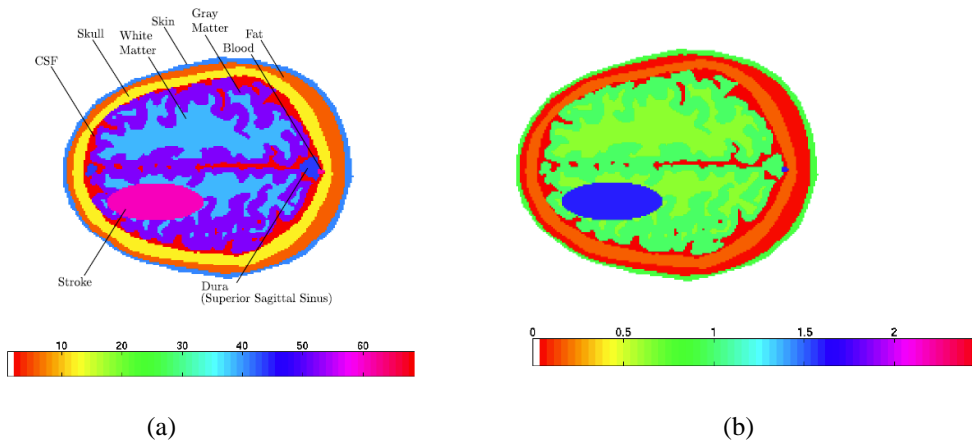 Skin
Gray
Matter
Fat
Skull
White
Matter
Blood
CSF
Stroke
Dura
(Superior Sagittal Sinus)
10 20 30 40 50 60
0 0.5 1 1.5 2
(a) (b)